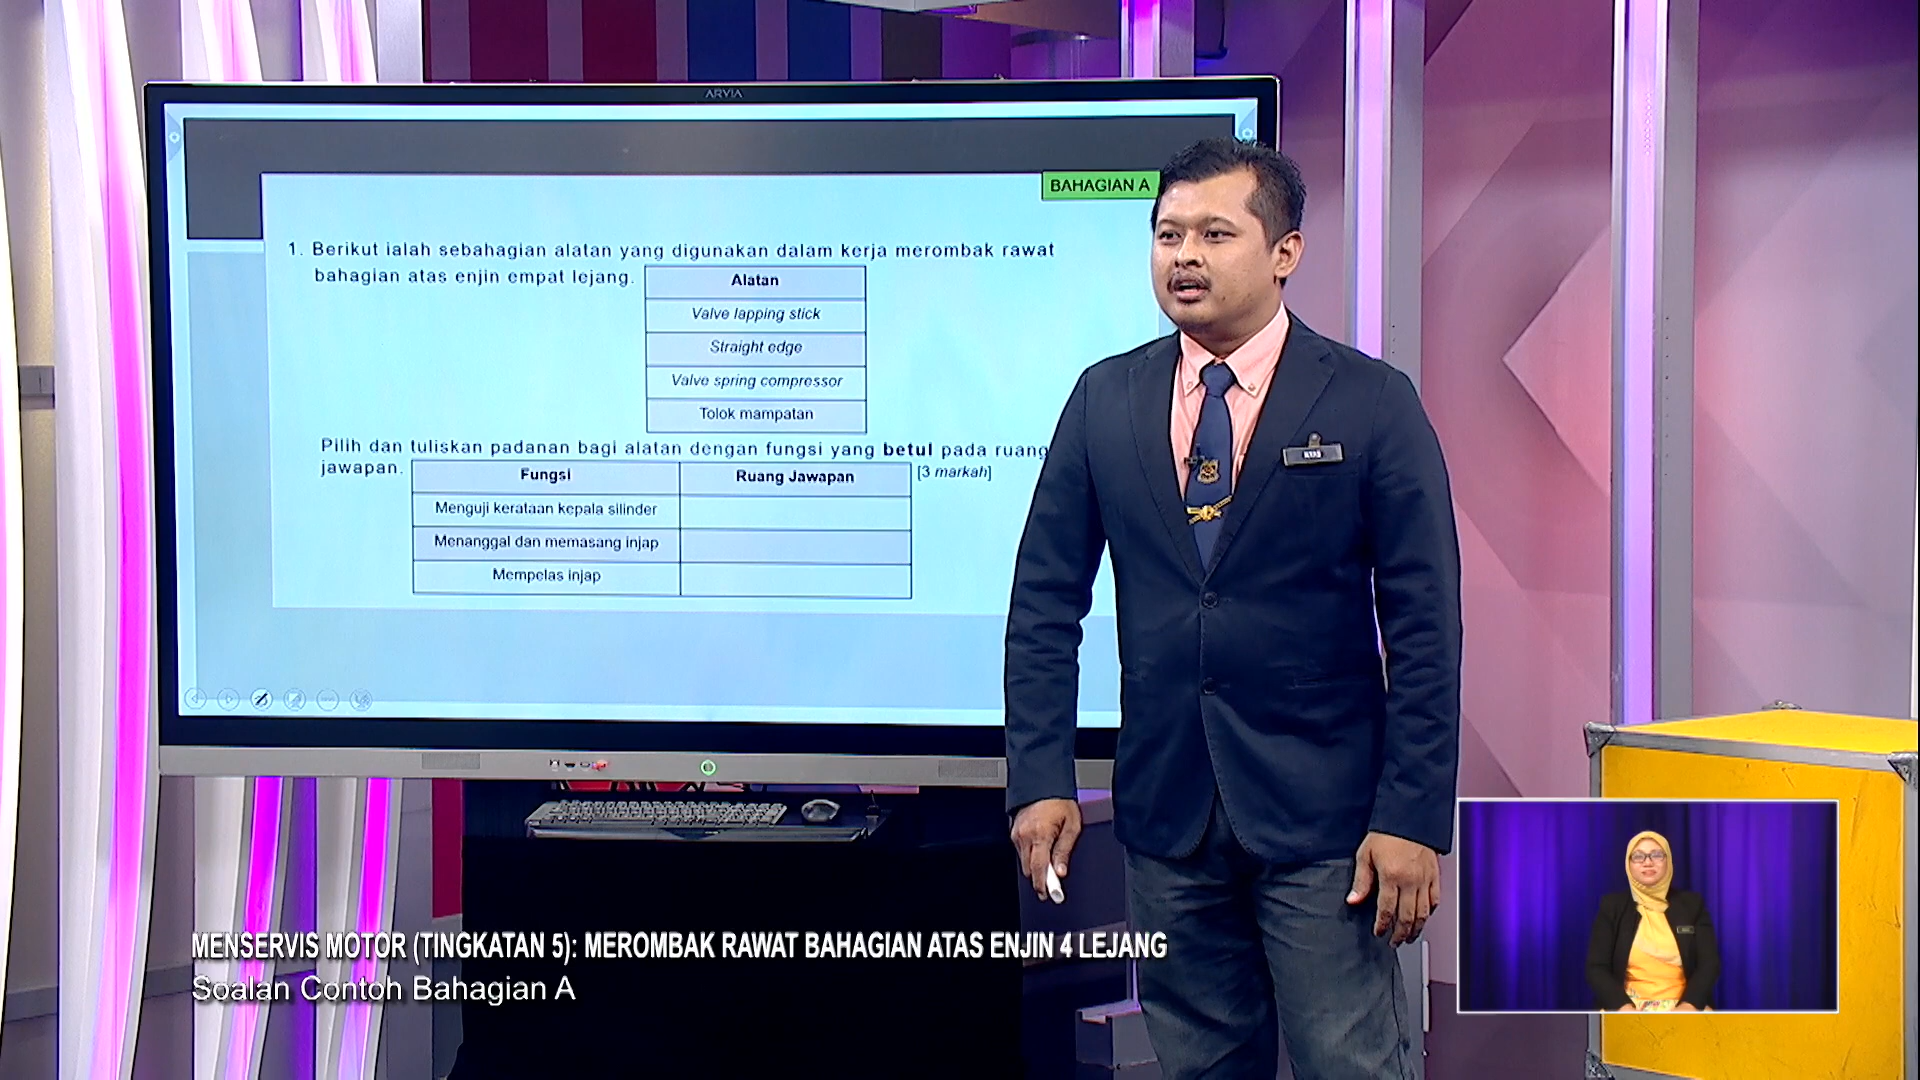 ARVIA
BAHAGIAN A
1. Berikut ialah sebahagian alatan yang digunakan dalam kerja merombak rawat
bahagian atas enjin empat lejang.
Alatan
Valve lapping stick
Straight edge
Valve spring compressor
Tolok mampatan
Pilih dan tuliskan padanan bagi alatan dengan fungsi yang betul pada ruang
jawapan.
[3 markah]
Fungsi
Ruang Jawapan
Menguji kerataan kepala silinder
Menanggal dan memasang injap
Mempelas injap
MENSERVIS MOTOR (TINGKATAN 5): MEROMBAK RAWAT BAHAGIAN ATAS ENJIN 4 LEJANG
Soalan Contoh Bahagian A